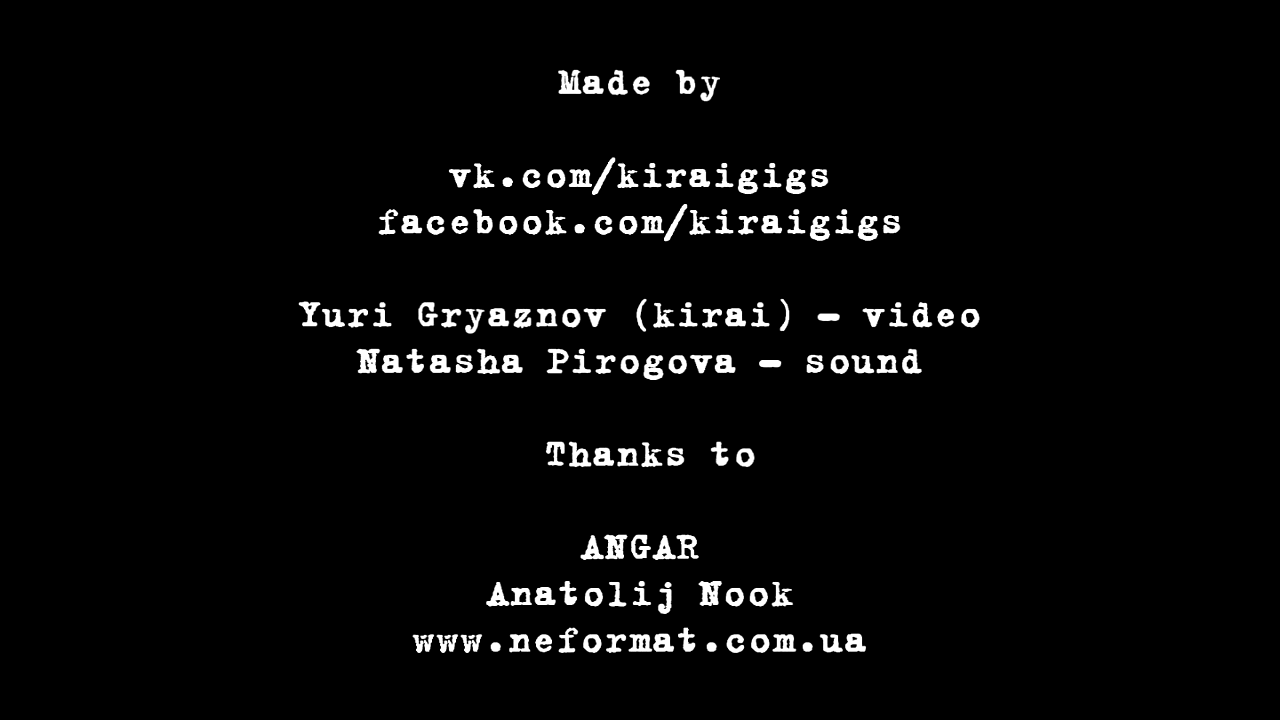 Made by
vk.com/kiraigigs
facebook.com/kiraigigs
Yuri Gryaznov (kirai) - video
Natasha Pirogova - sound
Thanks to
ANGAR
Anatolij Nook
www.neformat.com.ua